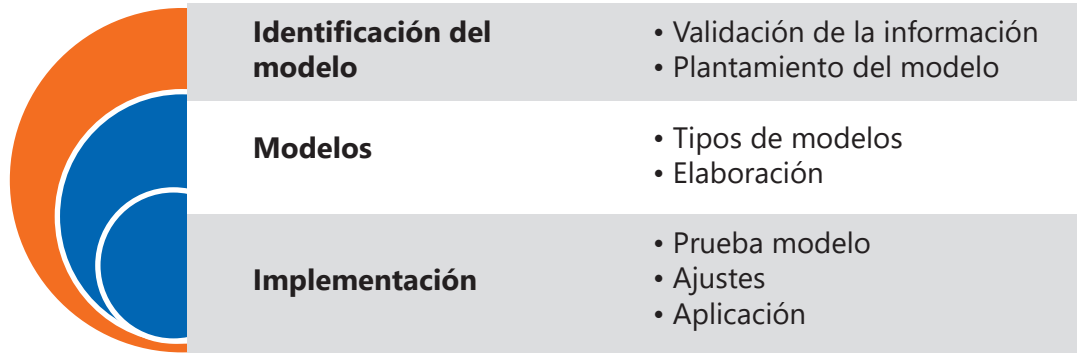 Identificación del
modelo
• Validación de la información
• Plantamiento del modelo
Modelos
• Tipos de modelos
• Elaboración
Implementación
• Prueba modelo
• Ajustes
• Aplicación